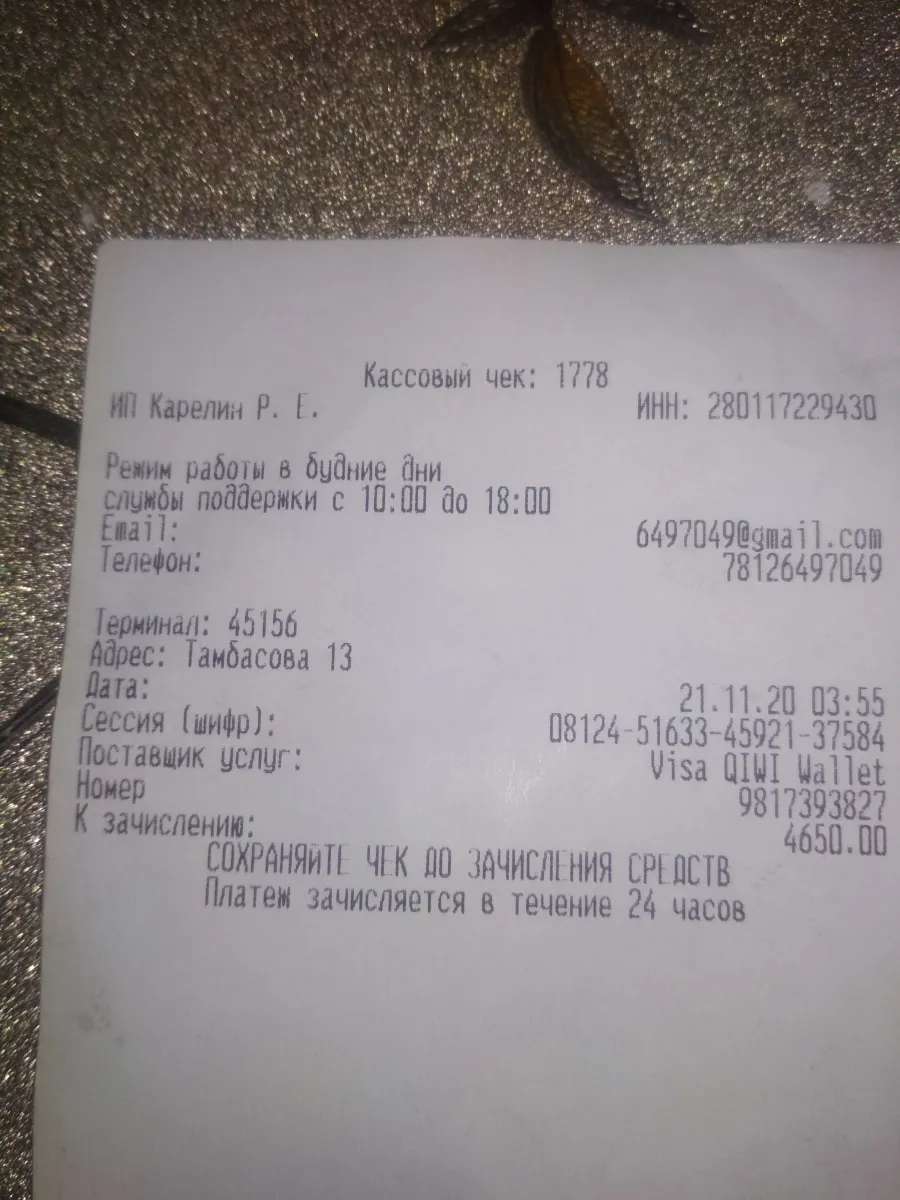 Кассовый чек: 1778
ИП Карелин Р. Е. ИНН: 280117229430
Режим работы в будние дни
службы поддержки с 10:00 до 18:00
Email: 6497049@gmail.com
Телефон: 78126497049
Терминал: 45156
Адрес: Тамбасова 13
Дата: 21.11.20 03:55
Сессия (шифр): 08124-51633-45921-37584
Поставщик услуг: Visa QIWI Wallet
Номер 9817393827
К зачислению: 4650.00
СОХРАНЯЙТЕ ЧЕК ДО ЗАЧИСЛЕНИЯ СРЕДСТВ
Платеж зачисляется в течение 24 часов